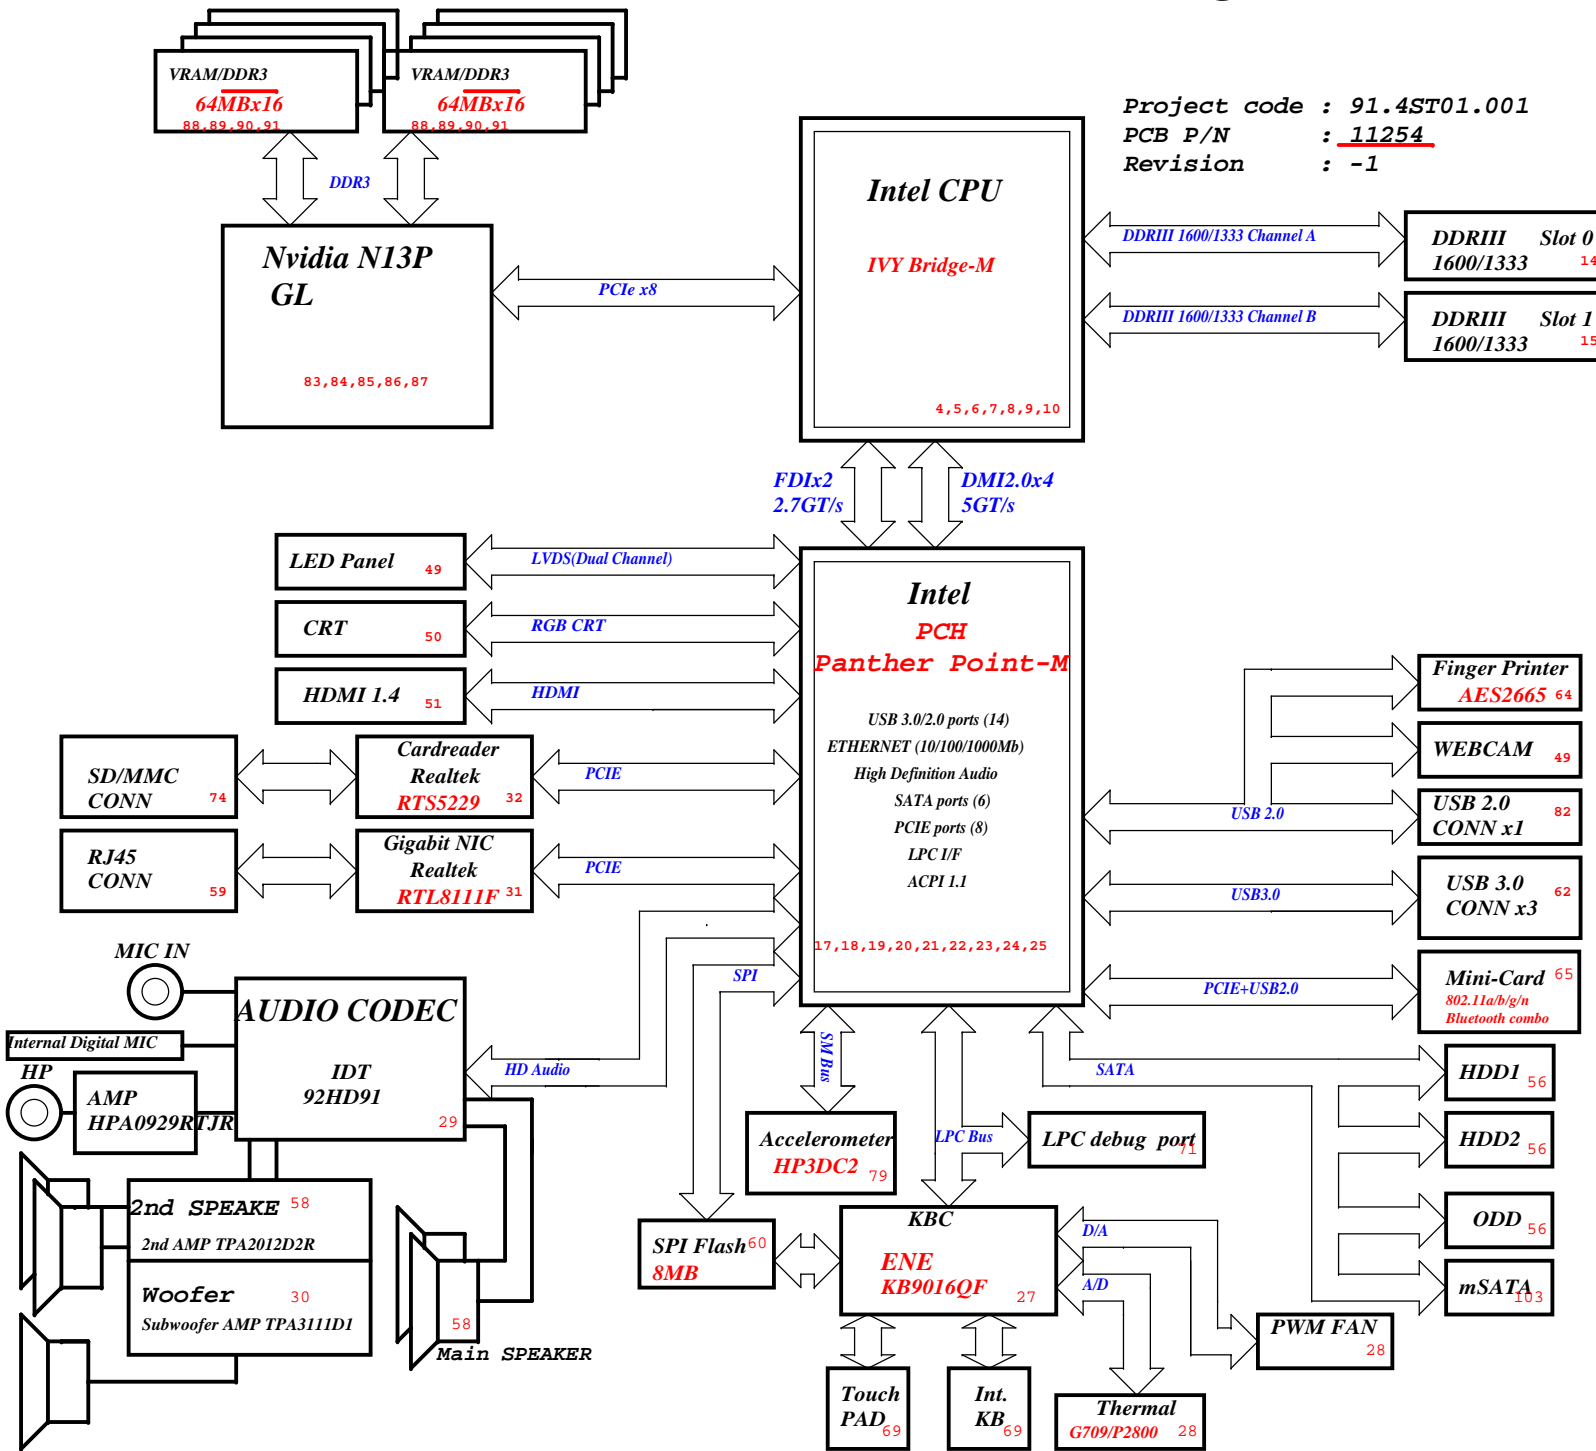 VRAM/DDR3
64MBx16
88,89,90,91
VRAM/DDR3
64MBx16
88,89,90,91
DDR3
Project code : 91.4ST01.001
PCB P/N : 11254
Revision : -1
Nvidia N13P
GL
83,84,85,86,87
PCIe x8
Intel CPU
IVY Bridge-M
4,5,6,7,8,9,10
DDRIII 1600/1333 Channel A
DDRIII Slot 0
1600/1333 14
DDRIII 1600/1333 Channel B
DDRIII Slot 1
1600/1333 15
FDIx2
2.7GT/s
DMI2.0x4
5GT/s
LED Panel 49
LVDS(Dual Channel)
CRT 50
RGB CRT
HDMI 1.4 51
HDMI
SD/MMC
CONN 74
Cardreader
Realtek
RTS5229 32
PCIE
RJ45
CONN 59
Gigabit NIC
Realtek
RTL8111F 31
PCIE
Intel
PCH
Panther Point-M
USB 3.0/2.0 ports (14)
ETHERNET (10/100/1000Mb)
High Definition Audio
SATA ports (6)
PCIE ports (8)
LPC I/F
ACPI 1.1
17,18,19,20,21,22,23,24,25
Finger Printer
AES2665 64
WEBCAM
49
USB 2.0
USB 2.0 82
CONN x1
USB3.0
USB 3.0 62
CONN x3
PCIE+USB2.0
Mini-Card 65
802.11a/b/g/n
Bluetooth combo
MIC IN
Internal Digital MIC
HP
AMP
HPA0929RTJR
AUDIO CODEC
IDT
92HD91
29
HD Audio
SPI
SM Bus
SATA
HDD1 56
HDD2 56
ODD 56
mSATA 103
Accelerometer
HP3DC2 79
LPC Bus
LPC debug port
71
2nd SPEAKE 58
2nd AMP TPA2012D2R
Woofer 30
Subwoofer AMP TPA3111D1
58
Main SPEAKER
SPI Flash 60
8MB
KBC
ENE
KB9016QF 27
D/A
A/D
PWM FAN
28
Touch
PAD 69
Int.
KB 69
Thermal
G709/P2800 28